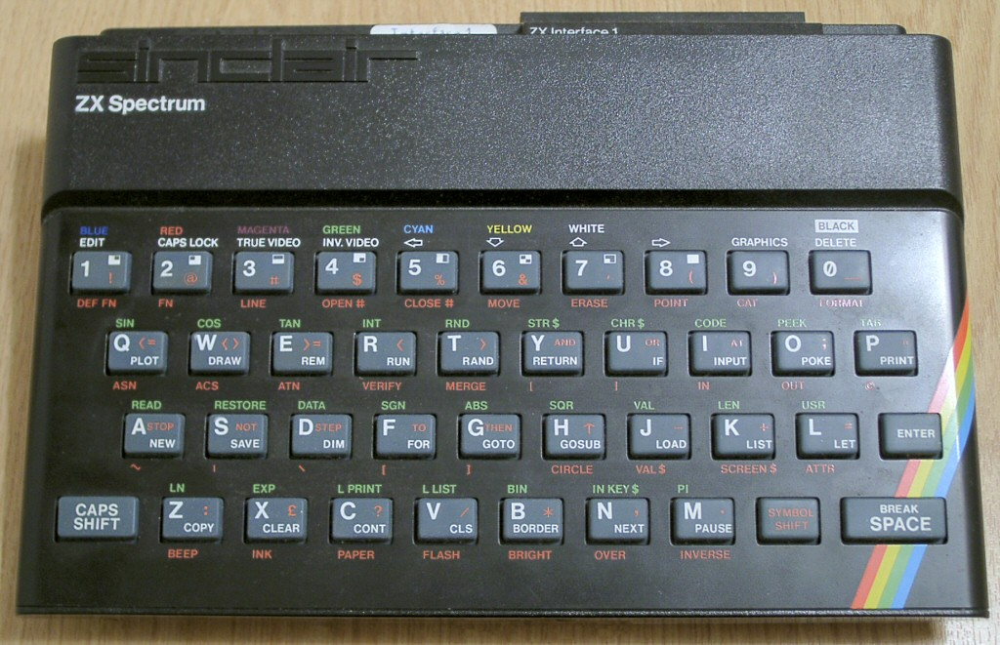 Interface 1
ZX Interface 1
sinclair
ZX Spectrum
BLUE RED MAGENTA GREEN CYAN YELLOW WHITE BLACK
EDIT CAPS LOCK TRUE VIDEO INV. VIDEO ⇦ ⇩ ⇧ ⇨ GRAPHICS DELETE
1 ! 2 @ 3 # 4 $ 5 % 6 & 7 ' 8 ( 9 ) 0 _
DEF FN FN LINE OPEN # CLOSE # MOVE ERASE POINT CAT FORMAT
SIN COS TAN INT RND STR $ CHR $ CODE PEEK TAB
Q <= W <> E >= R < T > Y AND U OR I AT O ; P "
PLOT DRAW REM RUN RAND RETURN IF INPUT POKE PRINT
ASN ACS ATN VERIFY MERGE [ ] IN OUT ©
READ RESTORE DATA SGN ABS SQR VAL LEN USR
A STOP S NOT D STEP F TO G THEN H ↑ J − K + L = ENTER
NEW SAVE DIM FOR GOTO GOSUB LOAD LIST LET
~ | \ { } CIRCLE VAL $ SCREEN $ ATTR
LN EXP L PRINT L LIST BIN IN KEY $ PI
CAPS Z : X £ C ? V / B * N , M . SYMBOL BREAK
SHIFT COPY CLEAR CONT CLS BORDER NEXT PAUSE SHIFT SPACE
BEEP INK PAPER FLASH BRIGHT OVER INVERSE